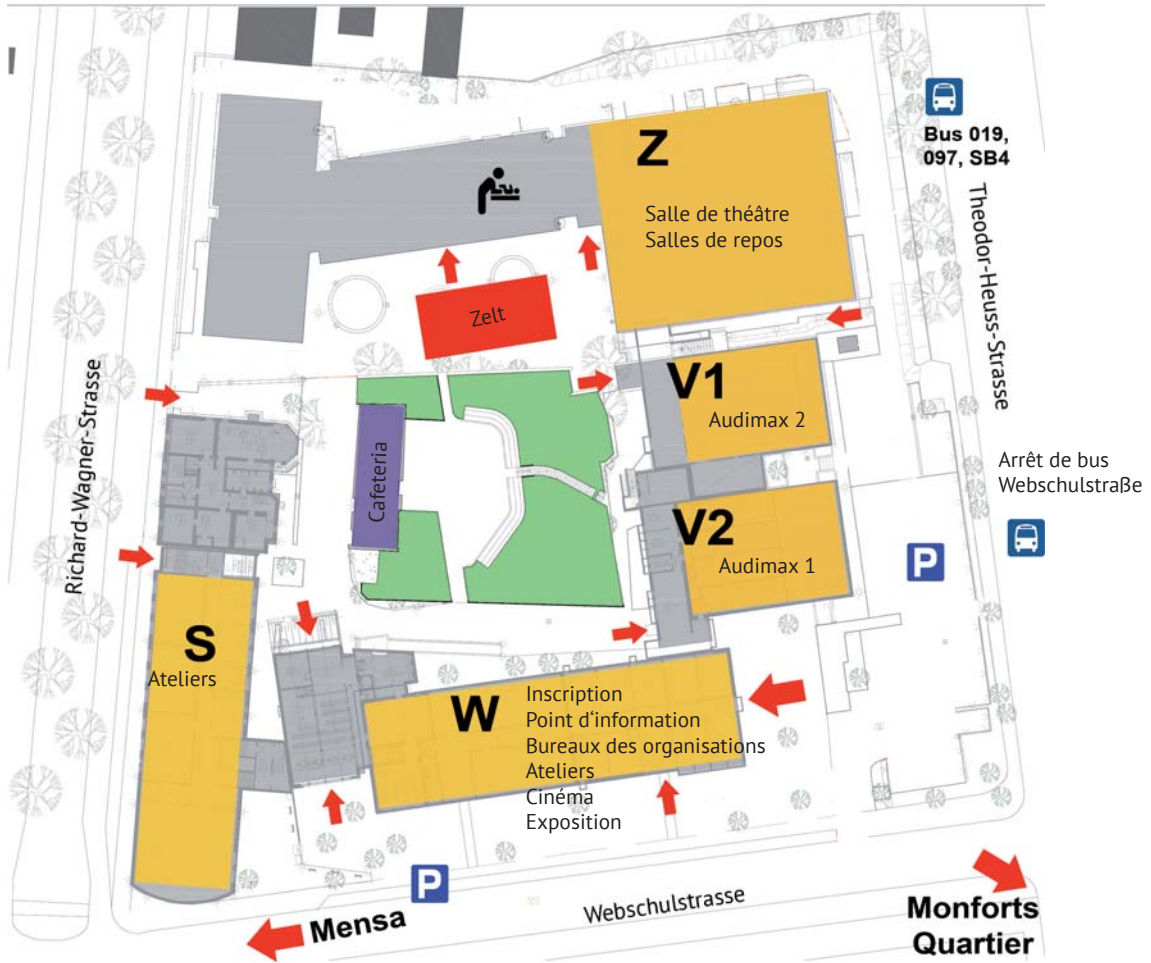 Z
Salle de théâtre
Salles de repos
Bus 019,
097, SB4
Theodor-Heuss-Strasse
Zelt
V1
Audimax 2
Richard-Wagner-Strasse
Cafeteria
Arrêt de bus
Webschulstraße
V2
Audimax 1
P
S
Ateliers
W
Inscription
Point d‘information
Bureaux des organisations
Ateliers
Cinéma
Exposition
P
Mensa
Webschulstrasse
Monforts
Quartier